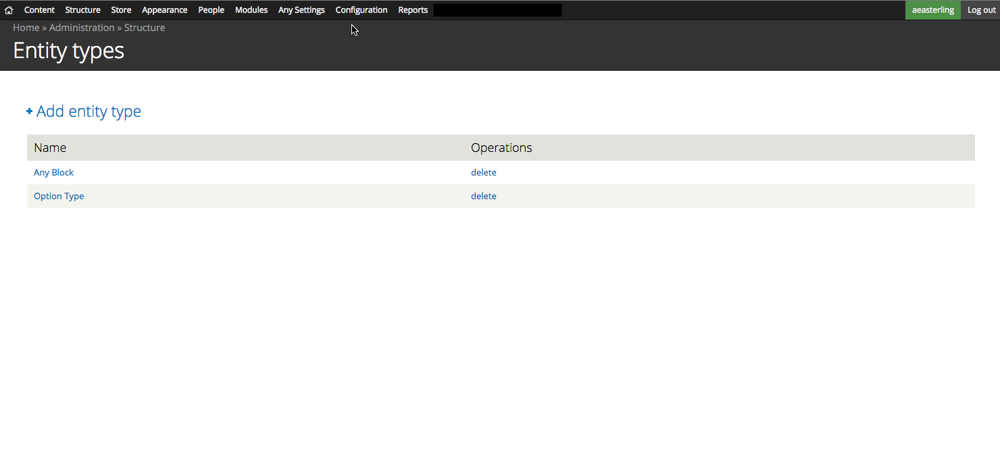 Content Structure Store Appearance People Modules Any Settings Configuration Reports aeasterling Log out
Home » Administration » Structure
Entity types
+ Add entity type
Name Operations
Any Block delete
Option Type delete